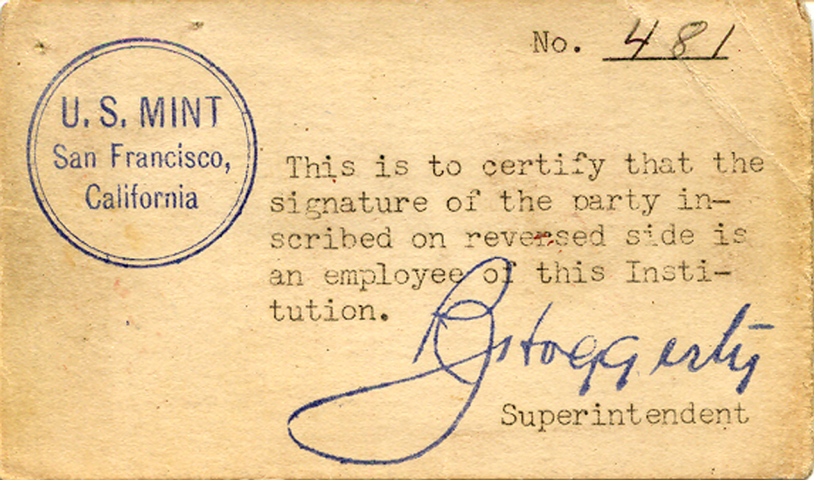 No. 481
U. S. MINT
San Francisco,
California
This is to certify that the
signature of the party in-
scribed on reversed side is
an employee of this Insti-
tution.
Haggerty
Superintendent